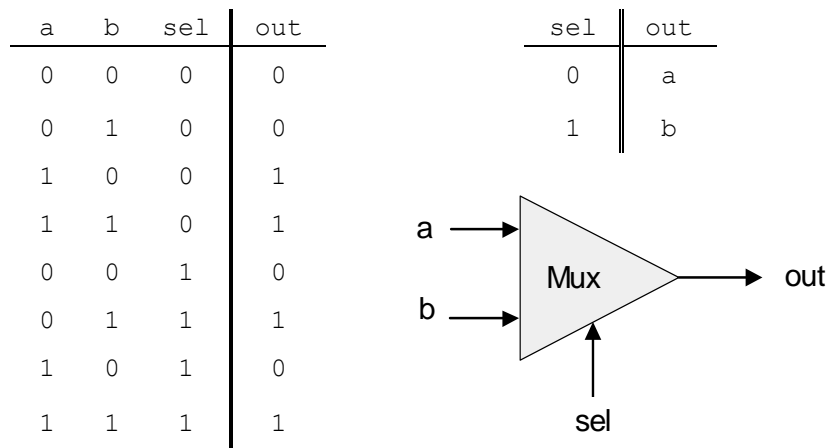 a b sel out
0 0 0 0
0 1 0 0
1 0 0 1
1 1 0 1
0 0 1 0
0 1 1 1
1 0 1 0
1 1 1 1
sel out
0 a
1 b
a
Mux
out
b
sel